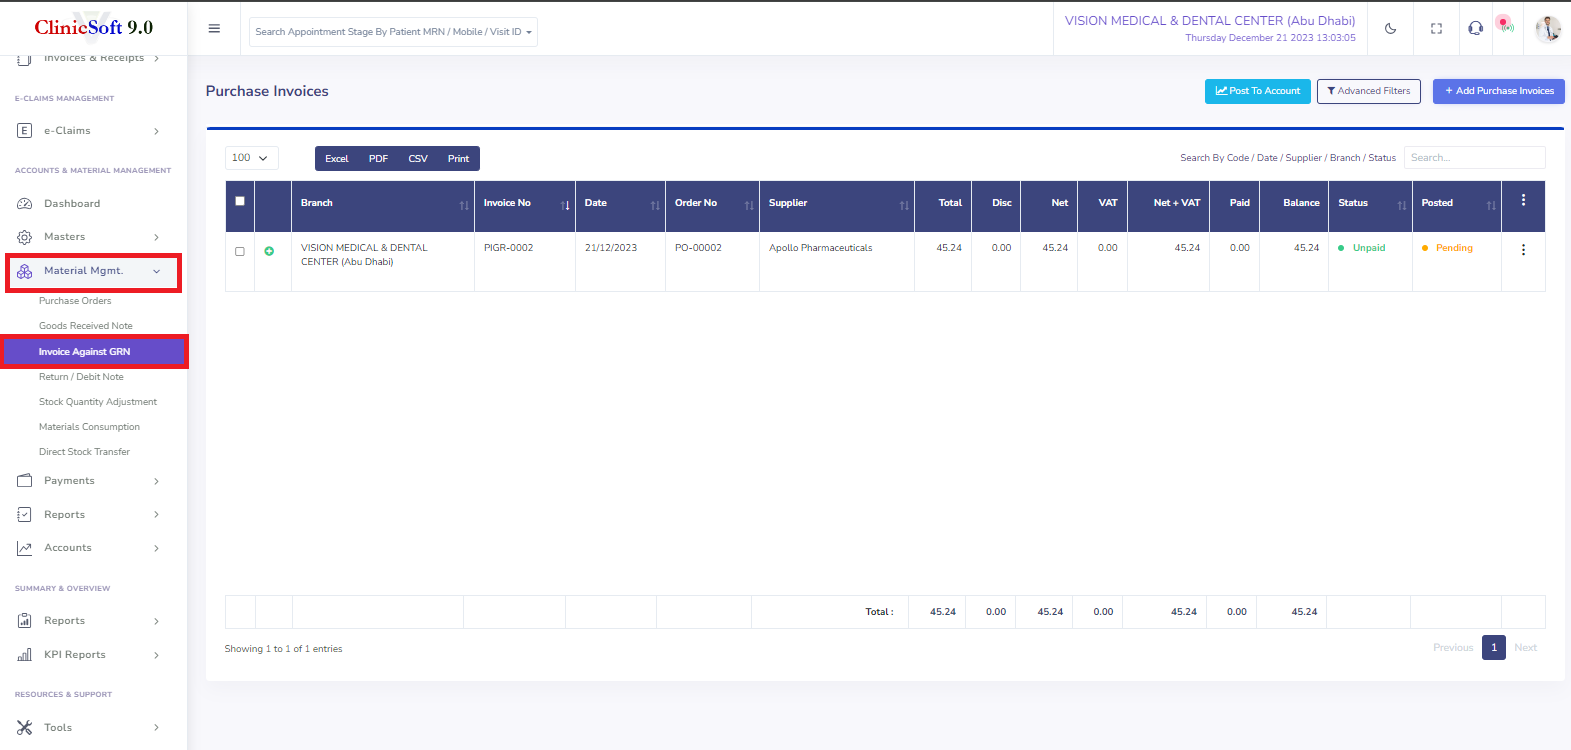 ClinicSoft 9.0
Search Appointment Stage By Patient MRN / Mobile / Visit ID
VISION MEDICAL & DENTAL CENTER (Abu Dhabi)
Thursday December 21 2023 13:03:05
Invoices & Receipts
E-CLAIMS MANAGEMENT
E e-Claims
ACCOUNTS & MATERIAL MANAGEMENT
Dashboard
Masters
Material Mgmt.
Purchase Orders
Goods Received Note
Invoice Against GRN
Return / Debit Note
Stock Quantity Adjustment
Materials Consumption
Direct Stock Transfer
Payments
Reports
Accounts
SUMMARY & OVERVIEW
Reports
KPI Reports
RESOURCES & SUPPORT
Tools
Purchase Invoices
Post To Account
Advanced Filters
+ Add Purchase Invoices
100
Excel PDF CSV Print
Search By Code / Date / Supplier / Branch / Status Search...
Branch Invoice No Date Order No Supplier Total Disc Net VAT Net + VAT Paid Balance Status Posted
VISION MEDICAL & DENTAL PIGR-0002 21/12/2023 PO-00002 Apollo Pharmaceuticals 45.24 0.00 45.24 0.00 45.24 0.00 45.24 Unpaid Pending
CENTER (Abu Dhabi)
Total : 45.24 0.00 45.24 0.00 45.24 0.00 45.24
Showing 1 to 1 of 1 entries
Previous 1 Next